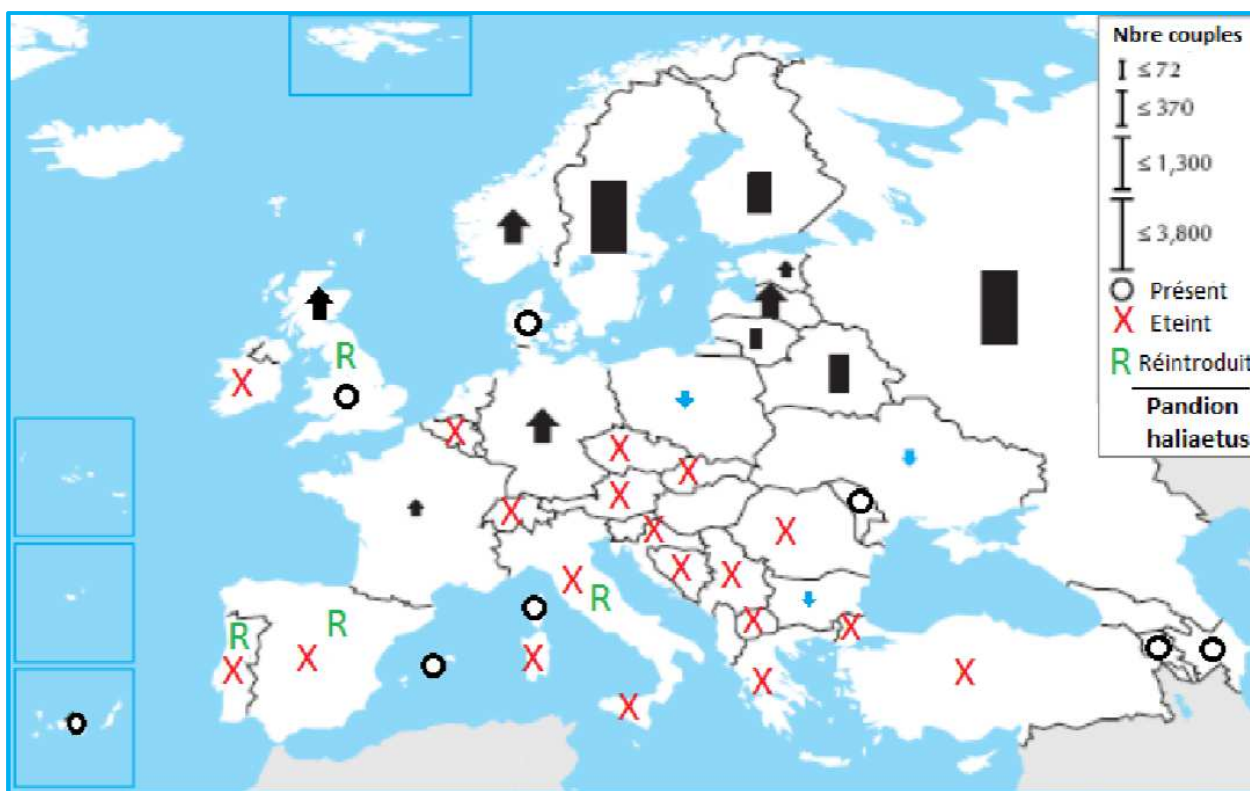 Nbre couples
≤ 72
≤ 370
≤ 1,300
≤ 3,800
O Présent
X Eteint
R Réintroduit
Pandion
haliaetus
R
X
X
X
X
X
X
X
X
X
X
R
X
X
R
X
R
X
X
X
X
X
X
X